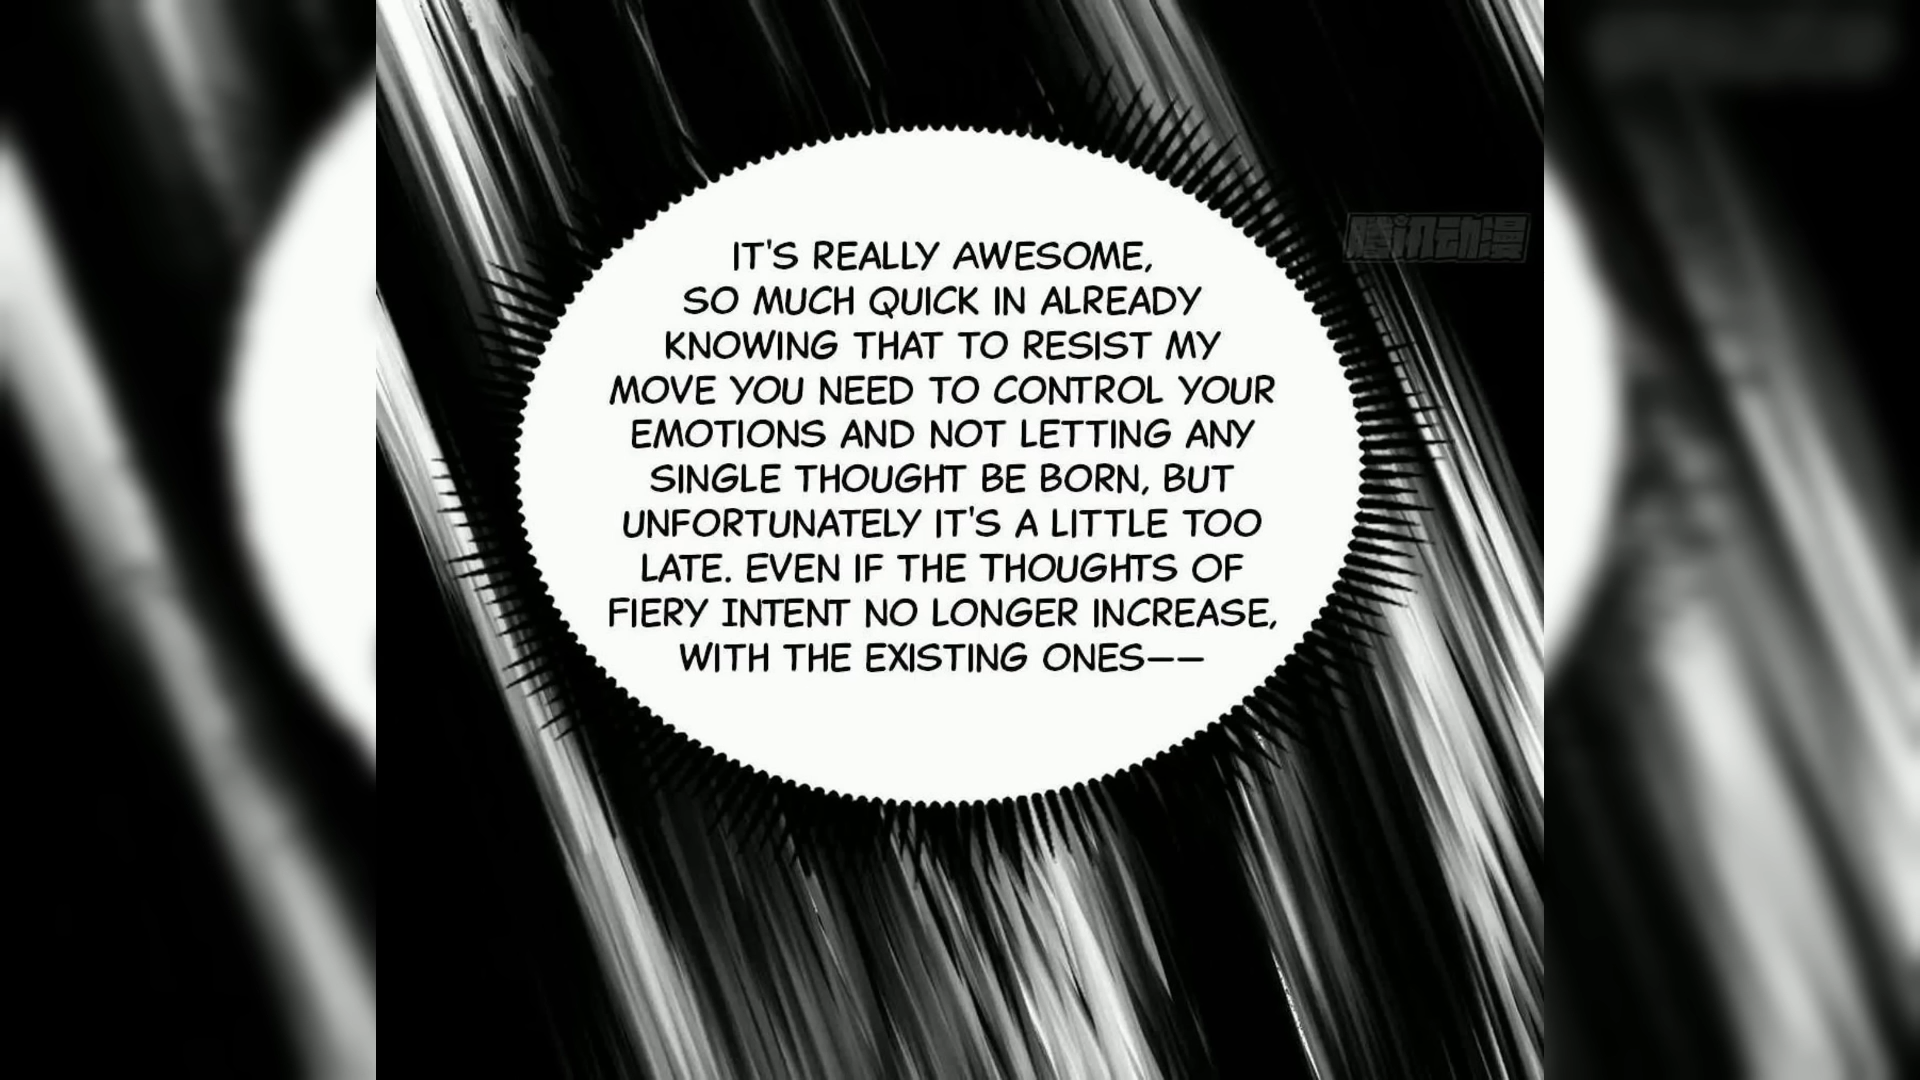 IT'S REALLY AWESOME,
SO MUCH QUICK IN ALREADY
KNOWING THAT TO RESIST MY
MOVE YOU NEED TO CONTROL YOUR
EMOTIONS AND NOT LETTING ANY
SINGLE THOUGHT BE BORN, BUT
UNFORTUNATELY IT'S A LITTLE TOO
LATE. EVEN IF THE THOUGHTS OF
FIERY INTENT NO LONGER INCREASE,
WITH THE EXISTING ONES——
腾讯动漫